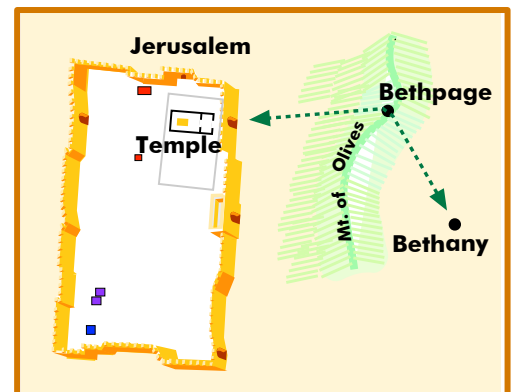 Jerusalem
Bethpage
Temple
Mt. of Olives
Bethany